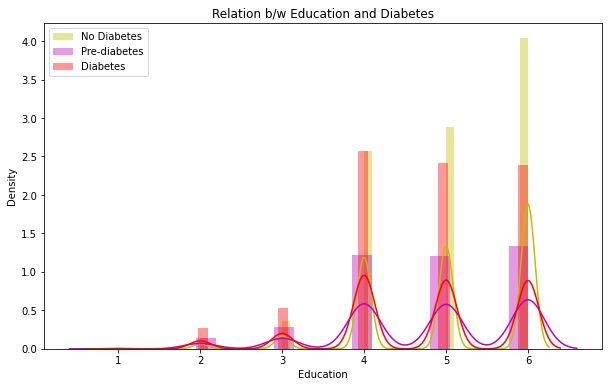 Relation b/w Education and Diabetes
No Diabetes
Pre-diabetes
Diabetes
4.0
3.5
3.0
2.5
2.0
1.5
1.0
0.5
0.0
Density
1 2 3 4 5 6
Education